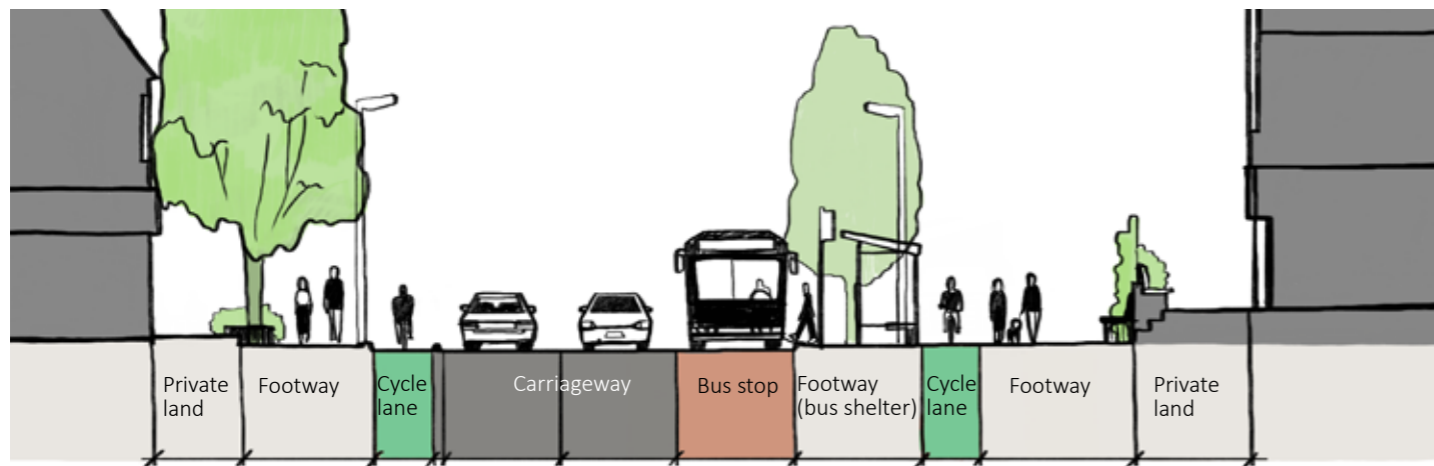 Private
land
Footway
Cycle
lane
Carriageway
Bus stop
Footway
(bus shelter)
Cycle
lane
Footway
Private
land